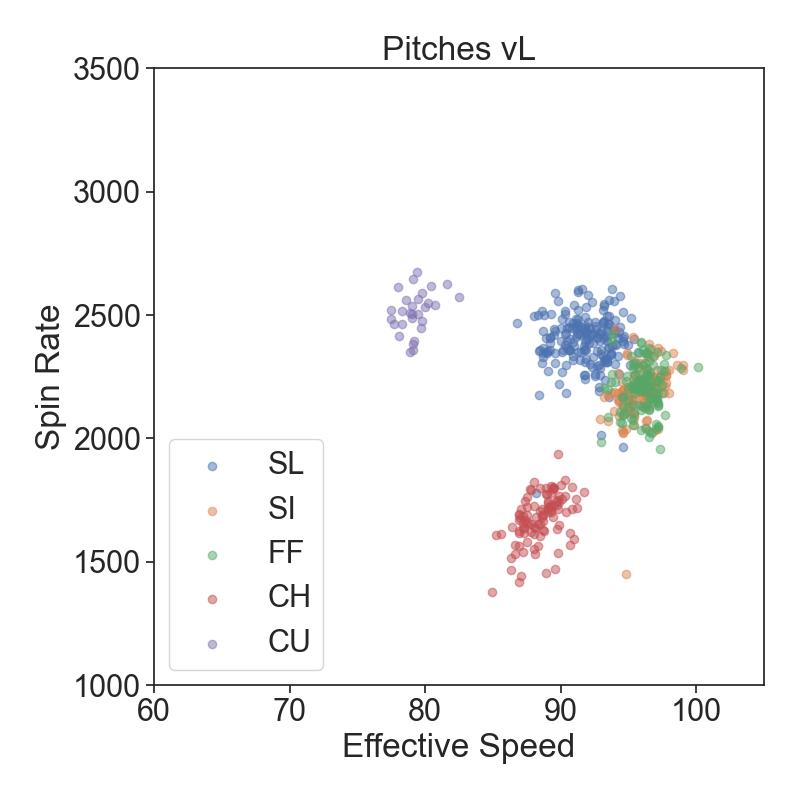 Pitches vL
3500
3000
2500
2000
1500
1000
Spin Rate
SL
SI
FF
CH
CU
60 70 80 90 100
Effective Speed